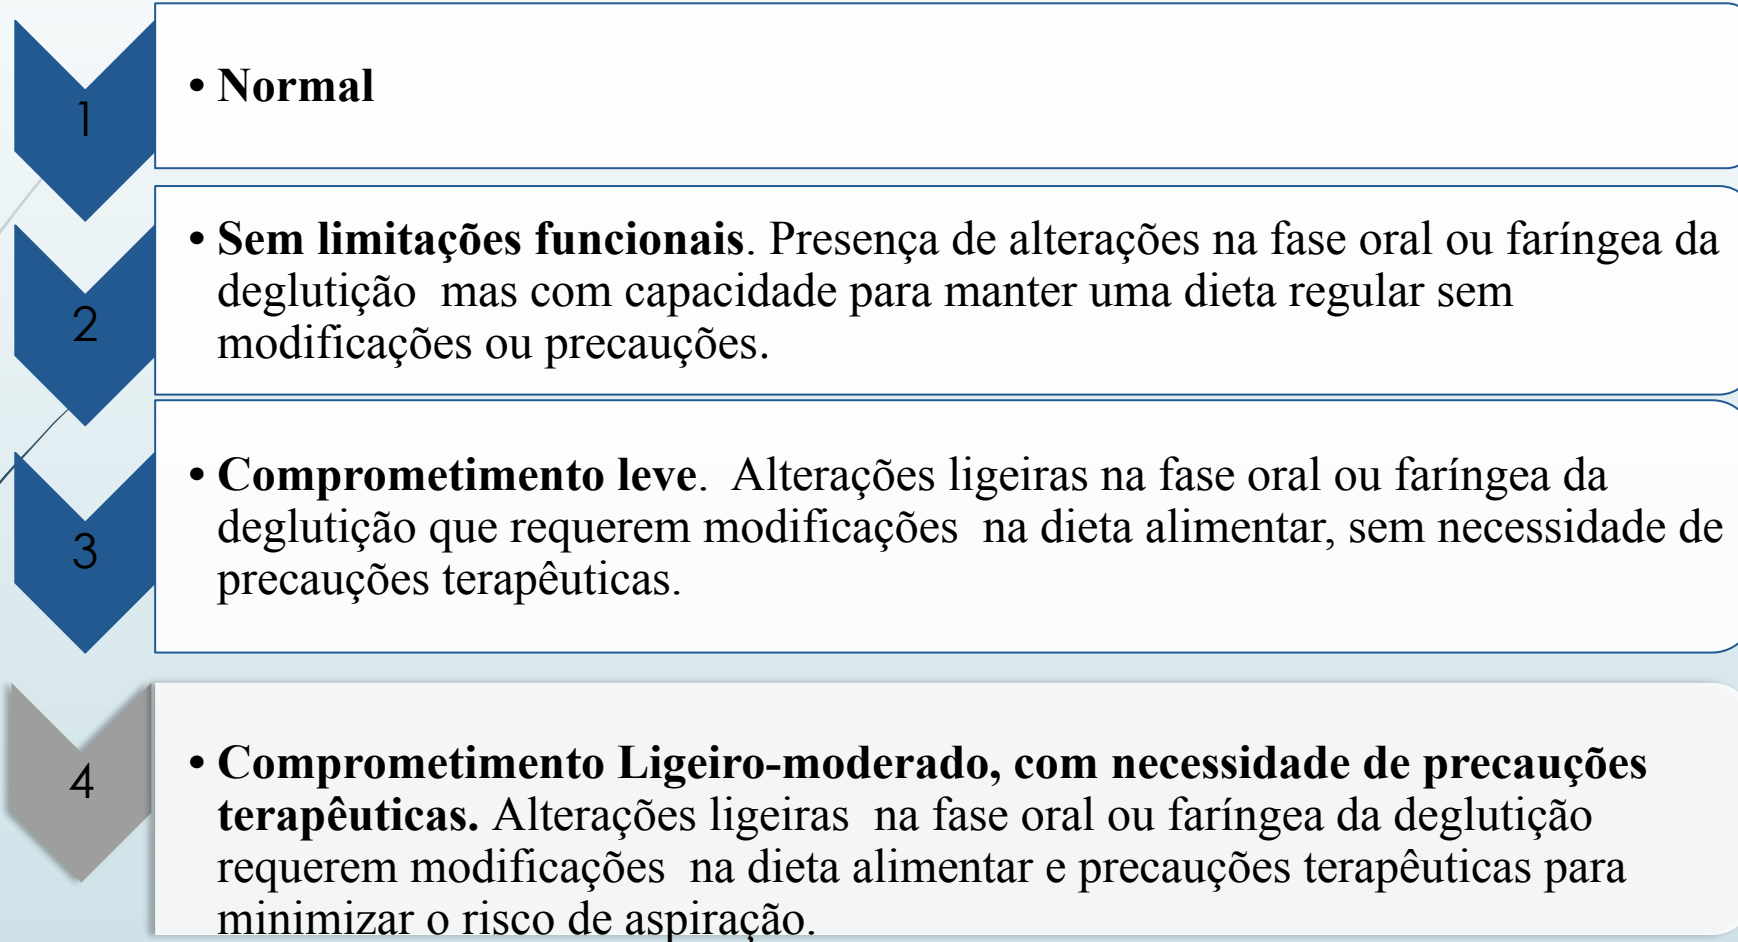 1
• Normal
2
• Sem limitações funcionais. Presença de alterações na fase oral ou faríngea da
deglutição  mas com capacidade para manter uma dieta regular sem
modificações ou precauções.
3
• Comprometimento leve.  Alterações ligeiras na fase oral ou faríngea da
deglutição que requerem modificações  na dieta alimentar, sem necessidade de
precauções terapêuticas.
4
• Comprometimento Ligeiro-moderado, com necessidade de precauções
terapêuticas. Alterações ligeiras  na fase oral ou faríngea da deglutição
requerem modificações  na dieta alimentar e precauções terapêuticas para
minimizar o risco de aspiração.